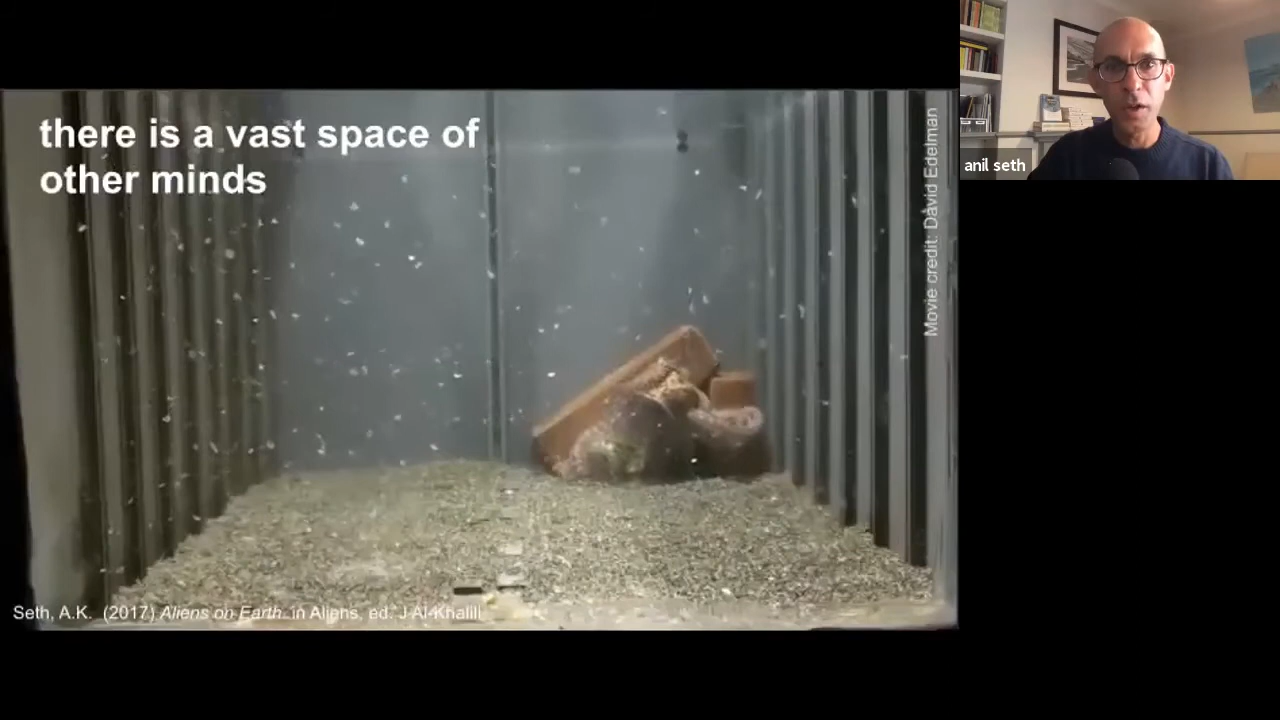 there is a vast space of
other minds
Movie credit: David Edelman
anil seth
Seth, A.K. (2017) Aliens on Earth. in Aliens, ed. J Al-Khalili